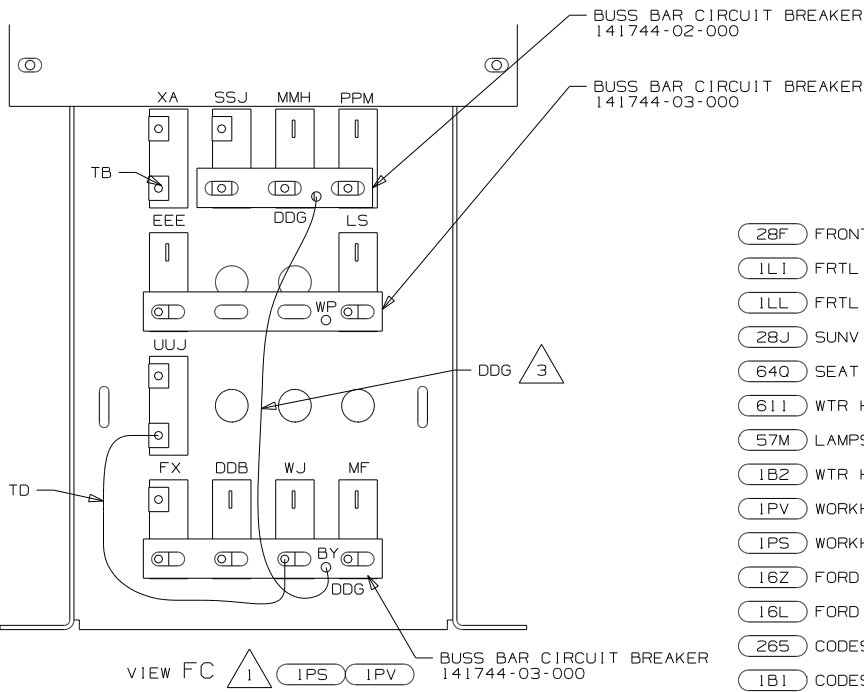 BUSS BAR CIRCUIT BREAKER
141744-02-000
BUSS BAR CIRCUIT BREAKER
141744-03-000
XA SSJ MMH PPM
TB
EEE DDG LS
WP
UUJ
DDG 3
FX DDB WJ MF
TD
BY
DDG
BUSS BAR CIRCUIT BREAKER
141744-03-000
VIEW FC 1 1PS 1PV
28F FRONT
1L1 FRTL
1LL FRTL
28J SUNV
64Q SEAT
611 WTR H
57M LAMPS
1B2 WTR H
1PV WORKH
1PS WORKH
16Z FORD
16L FORD
265 CODES
1B1 CODES